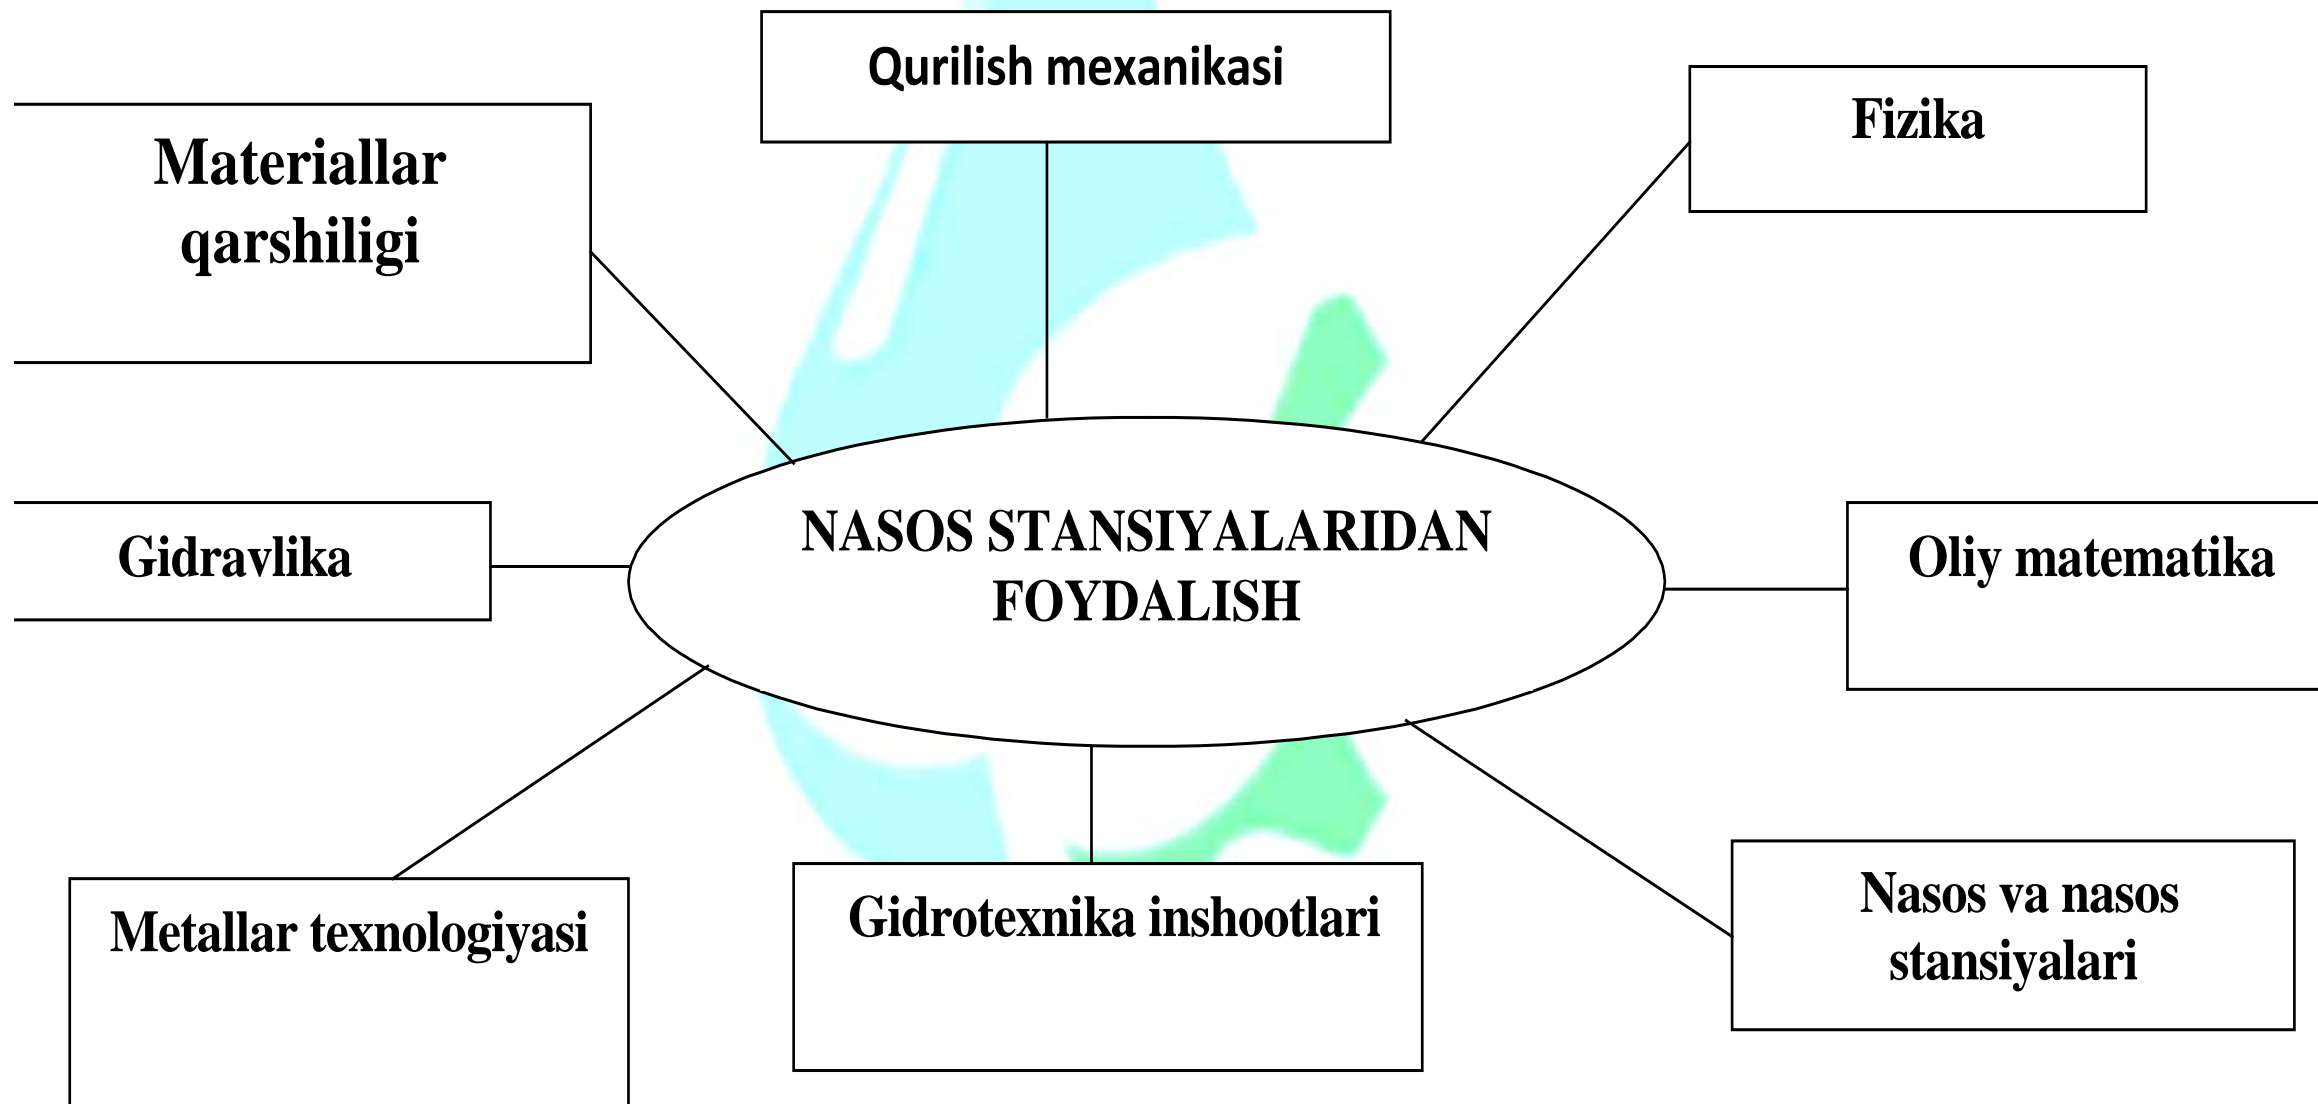 Qurilish mexanikasi
Fizika
Materiallar
qarshiligi
NASOS STANSIYALARIDAN
FOYDALISH
Gidravlika
Oliy matematika
Metallar texnologiyasi
Gidrotexnika inshootlari
Nasos va nasos
stansiyalari